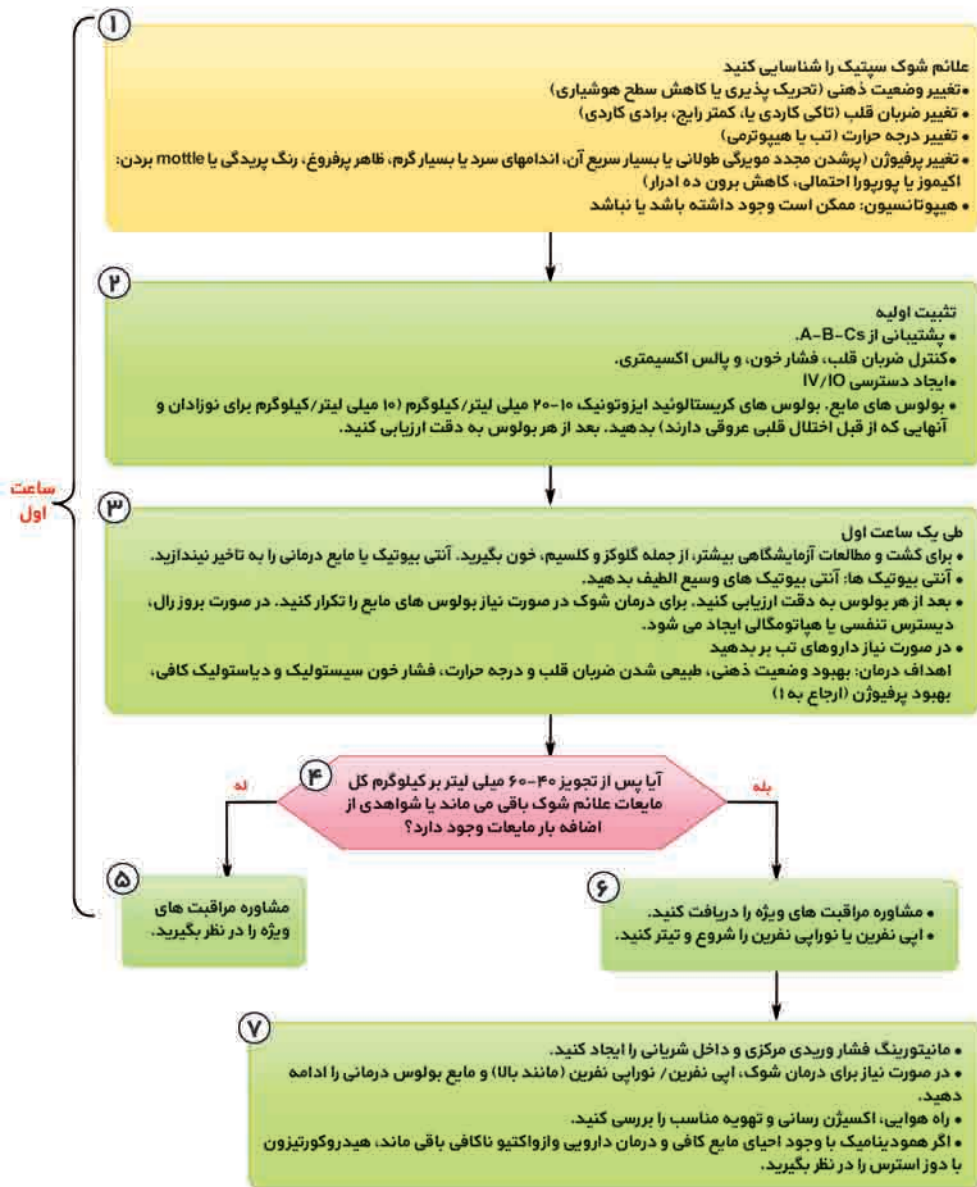 ۱
علائم شوک سپتیک را شناسایی کنید
•تغییر وضعیت ذهنی (تحریک پذیری یا کاهش سطح هوشیاری)
• تغییر ضربان قلب (تاکی کاردی یا، کمتر رایج، برادی کاردی)
• تغییر درجه حرارت (تب یا هیپوترمی)
• تغییر پرفیوژن (پرشدن مجدد مویرگی طولانی یا بسیار سریع آن، اندامهای سرد یا بسیار گرم، ظاهر پرفروغ، رنگ پریدگی یا mottle بردن:
اکیموز یا پورپورا احتمالی، کاهش برون ده ادرار)
• هیپوتانسیون: ممکن است وجود داشته باشد یا نباشد
۲
تثبیت اولیه
• پشتیبانی از A-B-Cs.
•کنترل ضربان قلب، فشار خون، و پالس اکسیمتری.
•ایجاد دسترسی IV/IO
• بولوس های مایع. بولوس های کریستالوئید ایزوتونیک ۱۰-۲۰ میلی لیتر/کیلوگرم (۱۰ میلی لیتر/کیلوگرم برای نوزادان و
آنهایی که از قبل اختلال قلبی عروقی دارند) بدهید. بعد از هر بولوس به دقت ارزیابی کنید.
ساعت
اول
۳
طی یک ساعت اول
• برای کشت و مطالعات آزمایشگاهی بیشتر، از جمله گلوکز و کلسیم، خون بگیرید. آنتی بیوتیک یا مایع درمانی را به تاخیر نیندازید.
• آنتی بیوتیک ها: آنتی بیوتیک های وسیع الطیف بدهید.
• بعد از هر بولوس به دقت ارزیابی کنید. برای درمان شوک در صورت نیاز بولوس های مایع را تکرار کنید. در صورت بروز رال،
دیسترس تنفسی یا هپاتومگالی ایجاد می شود.
• در صورت نیاز داروهای تب بر بدهید
اهداف درمان: بهبود وضعیت ذهنی، طبیعی شدن ضربان قلب و درجه حرارت، فشار خون سیستولیک و دیاستولیک کافی،
بهبود پرفیوژن (ارجاع به ۱)
۴
آیا پس از تجویز ۴۰-۶۰ میلی لیتر بر کیلوگرم کل
مایعات علائم شوک باقی می ماند یا شواهدی از
اضافه بار مایعات وجود دارد؟
بله
له
۵
مشاوره مراقبت های
ویژه را در نظر بگیرید.
۶
• مشاوره مراقبت های ویژه را دریافت کنید.
• اپی نفرین یا نوراپی نفرین را شروع و تیتر کنید.
۷
• مانیتورینگ فشار وریدی مرکزی و داخل شریانی را ایجاد کنید.
• در صورت نیاز برای درمان شوک، اپی نفرین/ نوراپی نفرین (مانند بالا) و مایع بولوس درمانی را ادامه
دهید.
• راه هوایی، اکسیژن رسانی و تهویه مناسب را بررسی کنید.
• اگر همودینامیک با وجود احیای مایع کافی و درمان دارویی وازواکتیو ناکافی باقی ماند، هیدروکورتیزون
با دوز استرس را در نظر بگیرید.